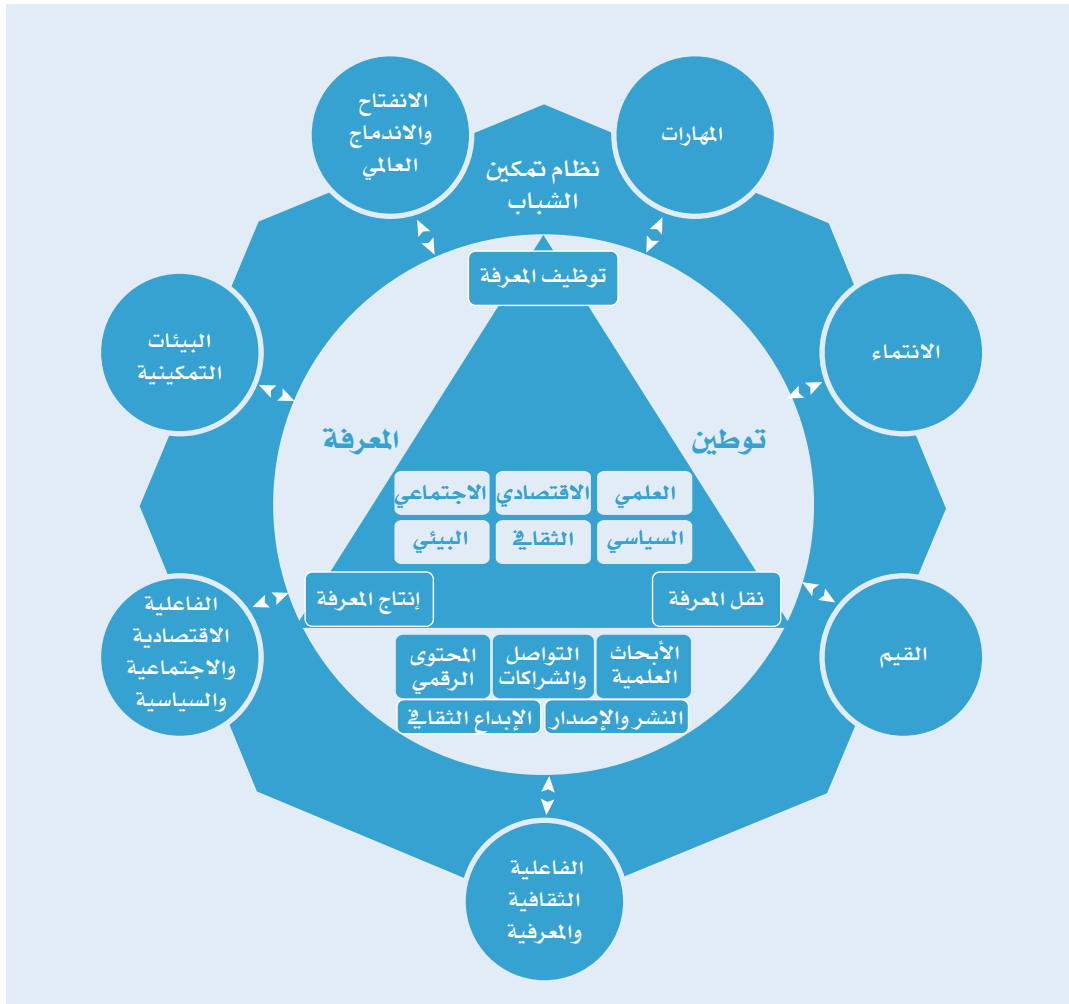 المهارات
الانفتاح
والاندماج
العالمي
نظام تمكين
الشباب
توظيف المعرفة
الانتماء
البيئات
التمكينية
توطين
المعرفة
العلمي
الاقتصادي
الاجتماعي
السياسي
الثقافي
البيئي
نقل المعرفة
إنتاج المعرفة
القيم
الفاعلية
الاقتصادية
والاجتماعية
والسياسية
الأبحاث
العلمية
التواصل
والشراكات
المحتوى
الرقمي
النشر والإصدار
الإبداع الثقافي
الفاعلية
الثقافية
والمعرفية